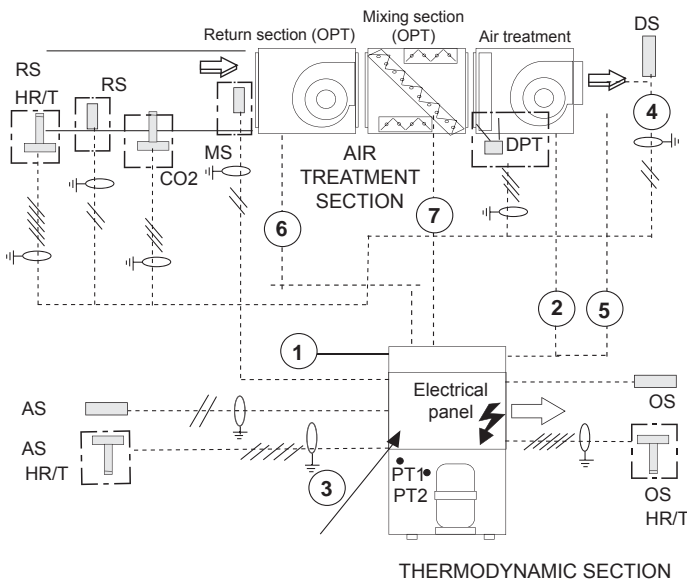 Mixing section
(OPT)
Return section (OPT)
Air treatment
DS
RS
HR/T
RS
4
MS
CO2
DPT
AIR
TREATMENT
SECTION
6
7
2
5
1
Electrical
panel
AS
OS
AS
HR/T
3
PT1
PT2
OS
HR/T
THERMODYNAMIC SECTION